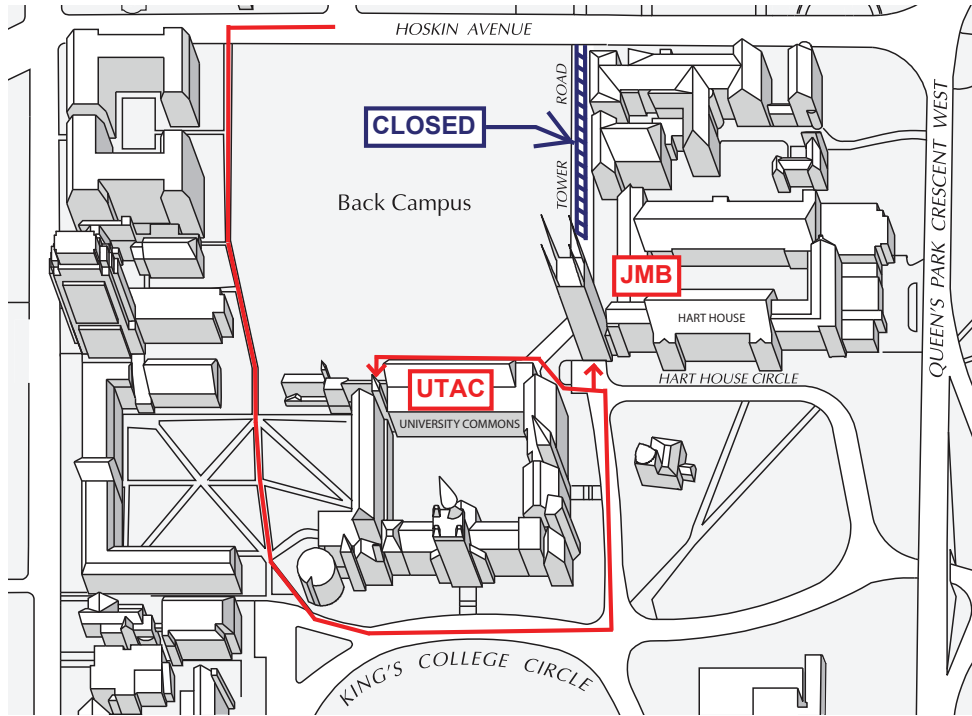 HOSKIN AVENUE
CLOSED
TOWER ROAD
Back Campus
JMB
HART HOUSE
QUEEN'S PARK CRESCENT WEST
HART HOUSE CIRCLE
UTAC
UNIVERSITY COMMONS
KING'S COLLEGE CIRCLE